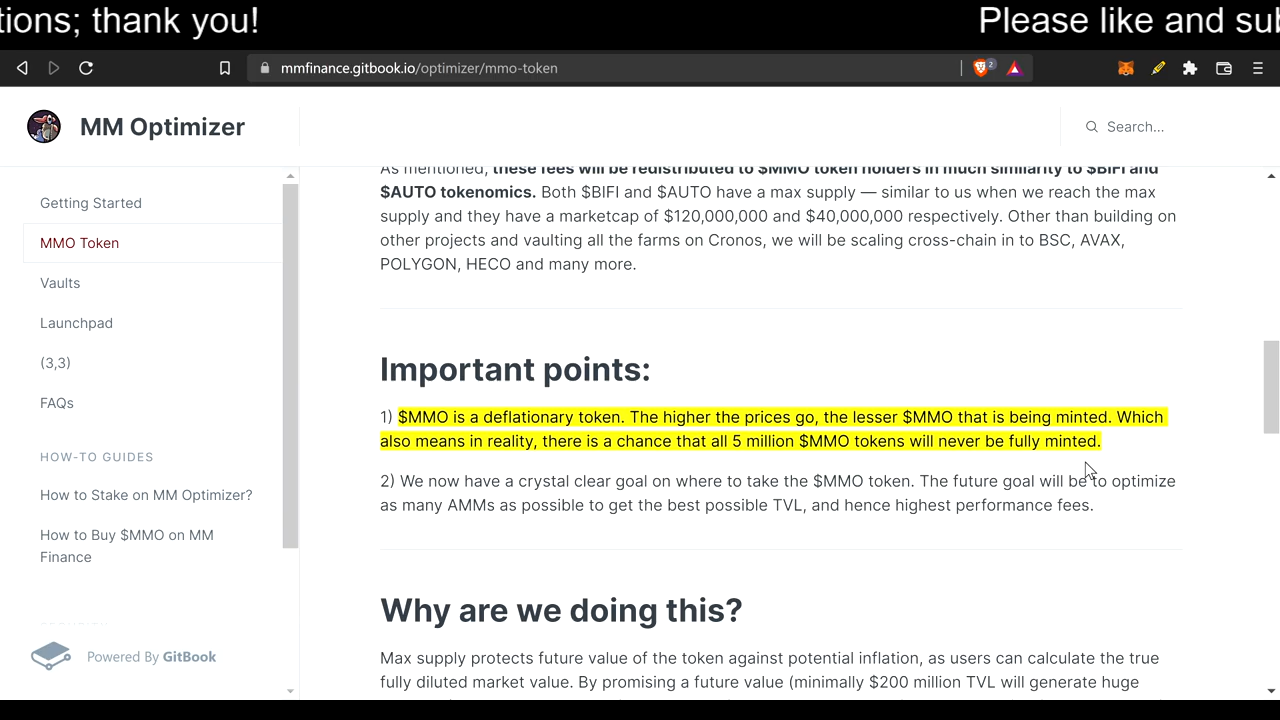 tions; thank you!
Please like and sub
mmfinance.gitbook.io/optimizer/mmo-token
2
MM Optimizer
Search...
Getting Started
MMO Token
Vaults
Launchpad
(3,3)
FAQs
HOW-TO GUIDES
How to Stake on MM Optimizer?
How to Buy $MMO on MM
Finance
Powered By GitBook
As mentioned, these fees will be redistributed to $MMO token holders in much similarity to $BIFI and
$AUTO tokenomics. Both $BIFI and $AUTO have a max supply — similar to us when we reach the max
supply and they have a marketcap of $120,000,000 and $40,000,000 respectively. Other than building on
other projects and vaulting all the farms on Cronos, we will be scaling cross-chain in to BSC, AVAX,
POLYGON, HECO and many more.
Important points:
1) $MMO is a deflationary token. The higher the prices go, the lesser $MMO that is being minted. Which
also means in reality, there is a chance that all 5 million $MMO tokens will never be fully minted.
2) We now have a crystal clear goal on where to take the $MMO token. The future goal will be to optimize
as many AMMs as possible to get the best possible TVL, and hence highest performance fees.
Why are we doing this?
Max supply protects future value of the token against potential inflation, as users can calculate the true
fully diluted market value. By promising a future value (minimally $200 million TVL will generate huge